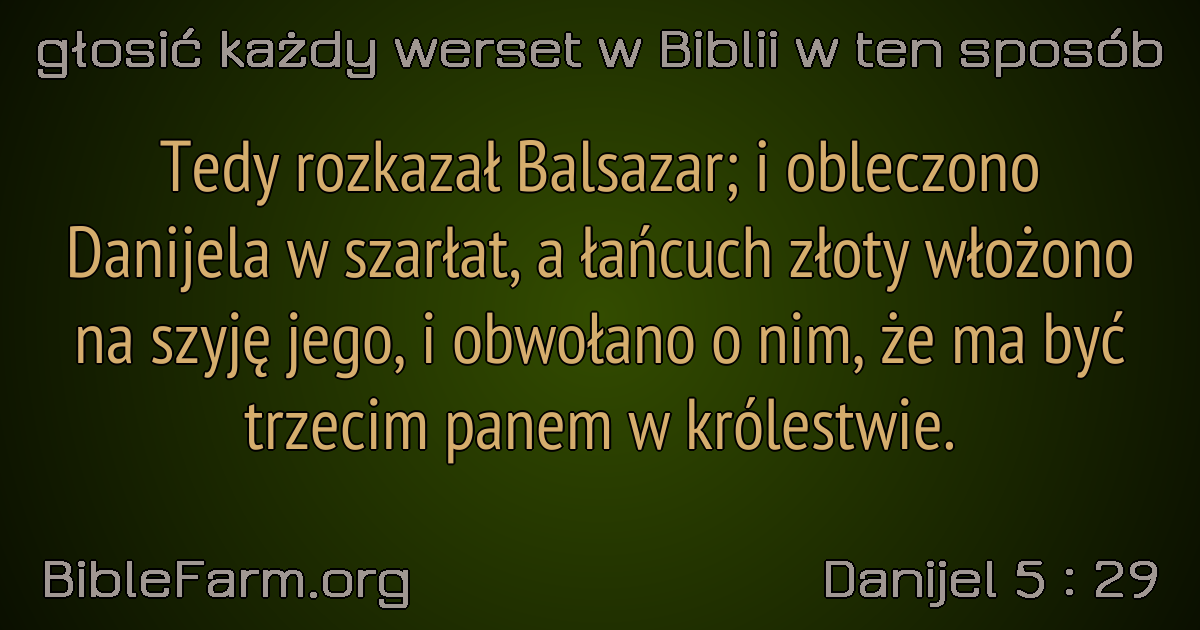 głosić każdy werset w Biblii w ten sposób
Tedy rozkazał Balsazar; i obleczono
Danijela w szarłat, a łańcuch złoty włożono
na szyję jego, i obwołano o nim, że ma być
trzecim panem w królestwie.
BibleFarm.org
Danijel 5 : 29